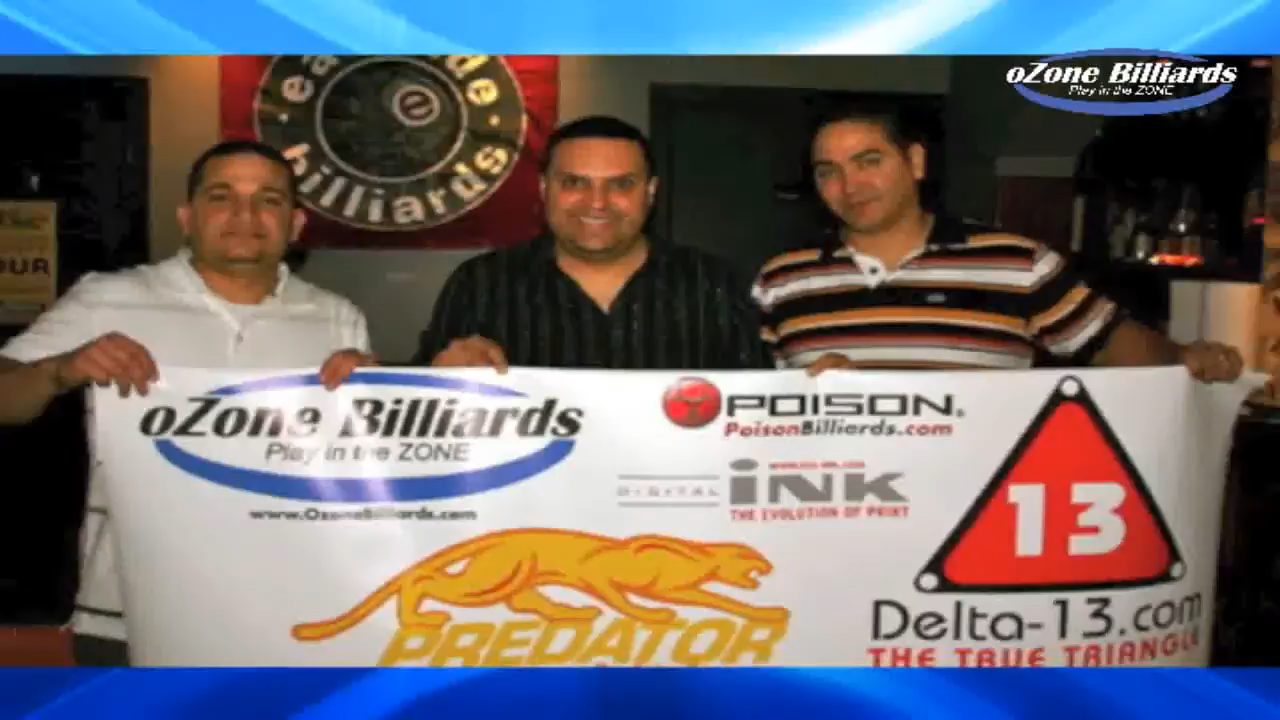 oZone Billiards
Play in the ZONE
billiards
OUR
oZone Billiards
Play in the ZONE
www.OzoneBilliards.com
POISON.
PoisonBilliards.com
DIGITAL iNK
THE EVOLUTION OF PRINT
13
PREDATOR
Delta-13.com
THE TRUE TRIANGLE